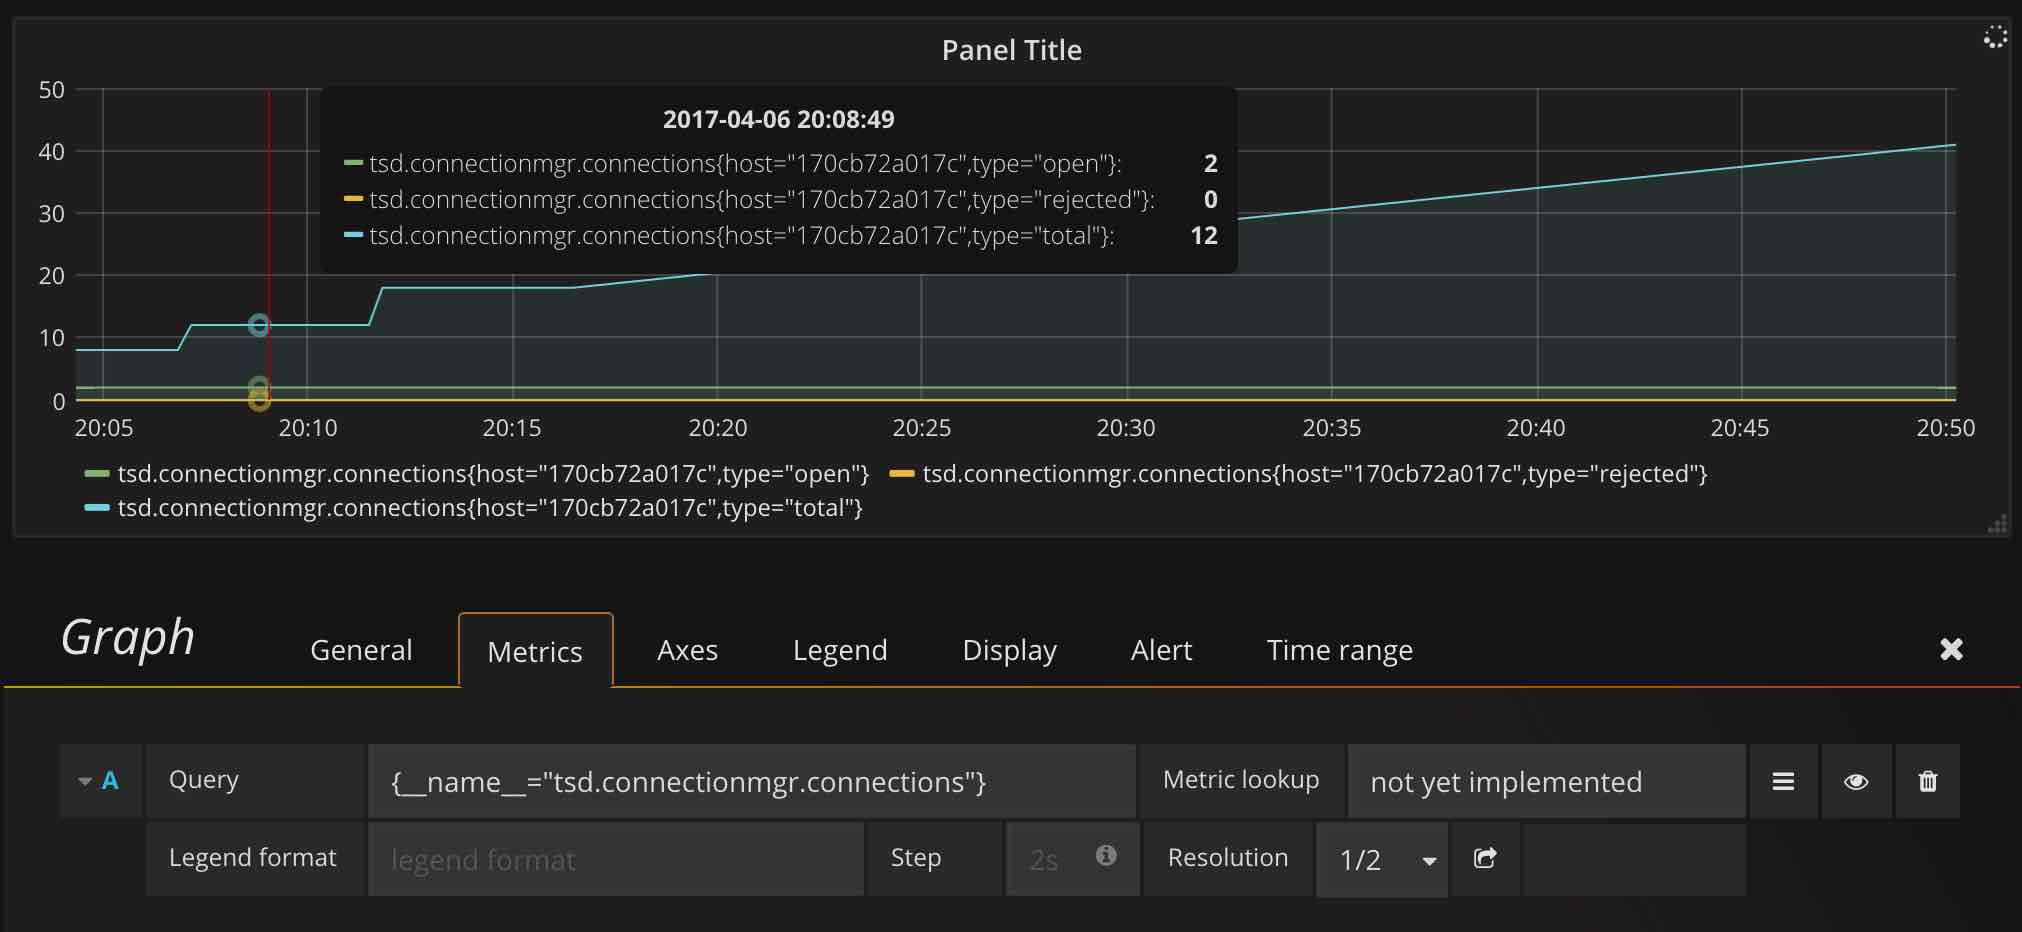 Panel Title
50
40
30
20
10
0
2017-04-06 20:08:49
tsd.connectionmgr.connections{host="170cb72a017c",type="open"}: 2
tsd.connectionmgr.connections{host="170cb72a017c",type="rejected"}: 0
tsd.connectionmgr.connections{host="170cb72a017c",type="total"}: 12
20:05 20:10 20:15 20:20 20:25 20:30 20:35 20:40 20:45 20:50
tsd.connectionmgr.connections{host="170cb72a017c",type="open"} tsd.connectionmgr.connections{host="170cb72a017c",type="rejected"}
tsd.connectionmgr.connections{host="170cb72a017c",type="total"}
Graph General Metrics Axes Legend Display Alert Time range
A Query {__name__="tsd.connectionmgr.connections"} Metric lookup not yet implemented
Legend format legend format Step 2s Resolution 1/2